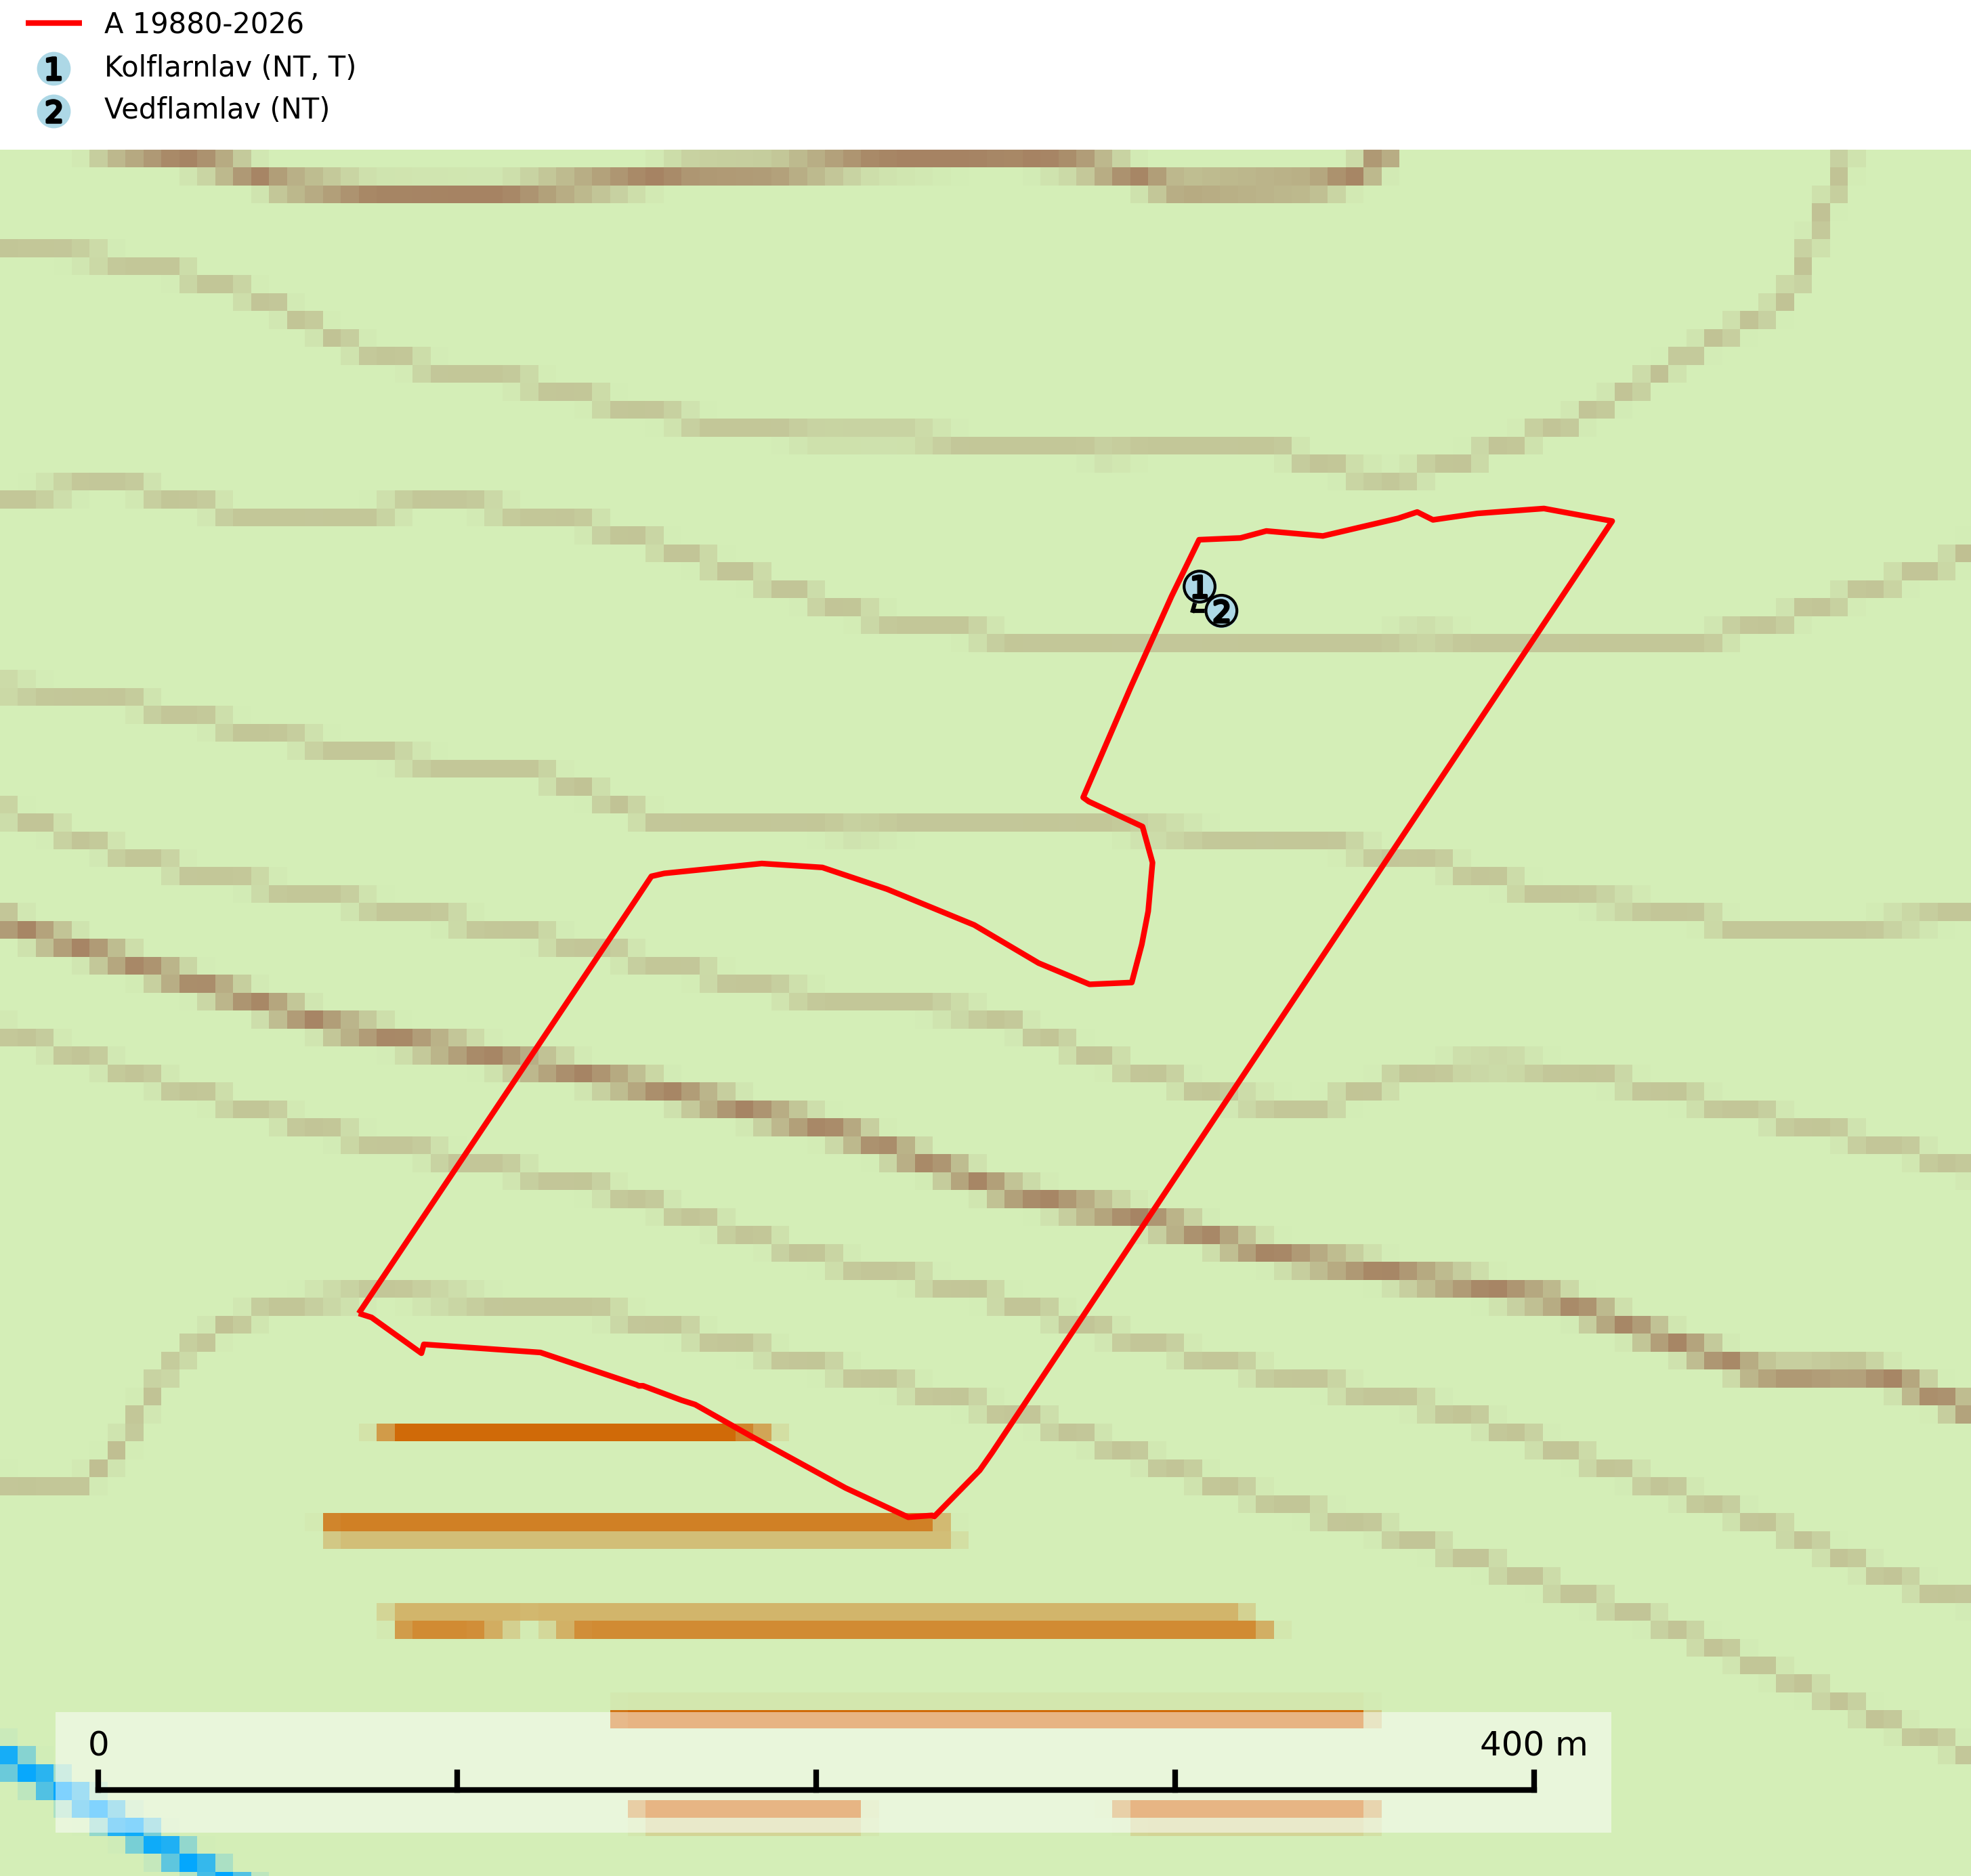 A 19880-2026
1 Kolflarnlav (NT, T)
2 Vedflamlav (NT)
1
2
0 400 m